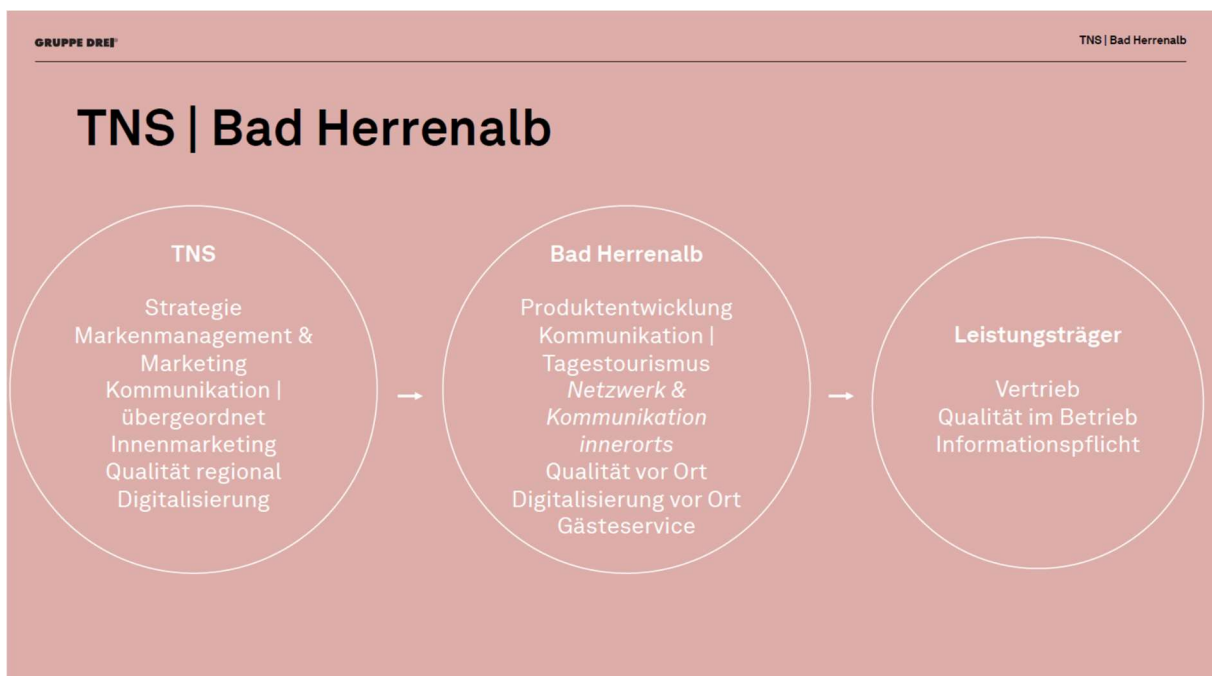 GRUPPE DREI®
TNS | Bad Herrenalb
TNS | Bad Herrenalb
TNS
Strategie
Markenmanagement &
Marketing
Kommunikation |
übergeordnet
Innenmarketing
Qualität regional
Digitalisierung
Bad Herrenalb
Produktentwicklung
Kommunikation |
Tagestourismus
Netzwerk &
Kommunikation
innerorts
Qualität vor Ort
Digitalisierung vor Ort
Gästeservice
Leistungsträger
Vertrieb
Qualität im Betrieb
Informationspflicht